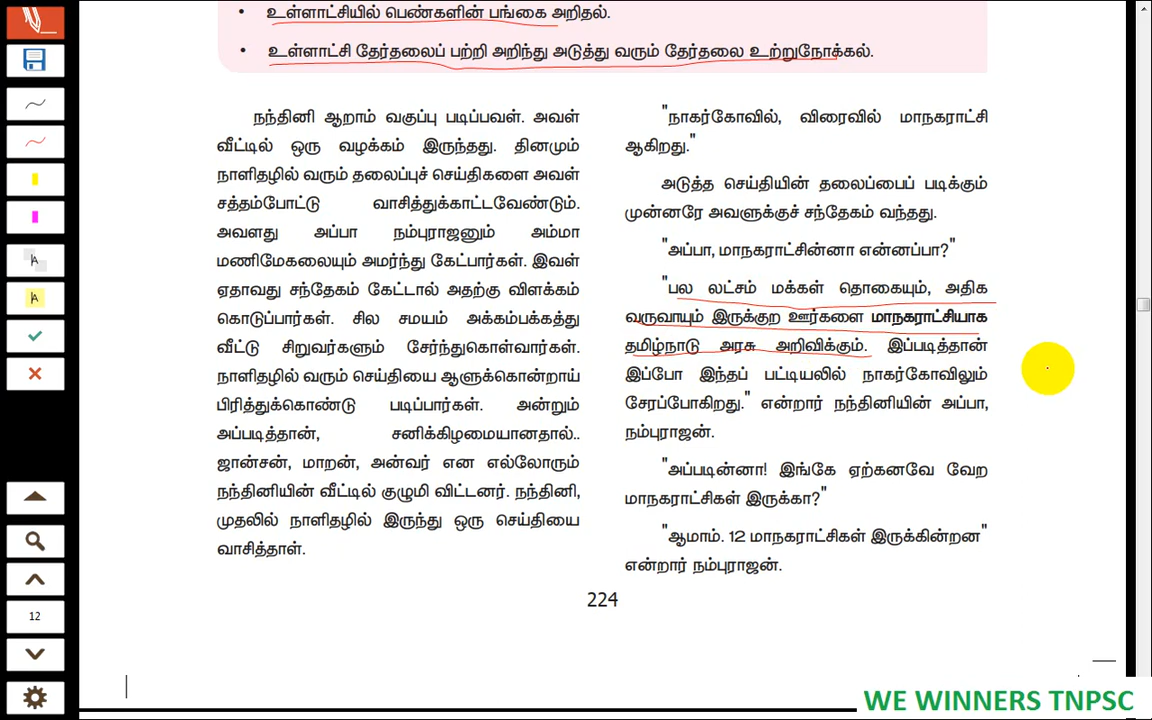 • உள்ளாட்சியில் பெண்களின் பங்கை அறிதல்.
• உள்ளாட்சி தேர்தலைப் பற்றி அறிந்து அடுத்து வரும் தேர்தலை உற்றுநோக்கல்.
நந்தினி ஆறாம் வகுப்பு படிப்பவள். அவள்
வீட்டில் ஒரு வழக்கம் இருந்தது. தினமும்
நாளிதழில் வரும் தலைப்புச் செய்திகளை அவள்
சத்தம்போட்டு வாசித்துக்காட்டவேண்டும்.
அவளது அப்பா நம்புராஜனும் அம்மா
மணிமேகலையும் அமர்ந்து கேட்பார்கள். இவள்
ஏதாவது சந்தேகம் கேட்டால் அதற்கு விளக்கம்
கொடுப்பார்கள். சில சமயம் அக்கம்பக்கத்து
வீட்டு சிறுவர்களும் சேர்ந்துகொள்வார்கள்.
நாளிதழில் வரும் செய்தியை ஆளுக்கொன்றாய்
பிரித்துக்கொண்டு படிப்பார்கள். அன்றும்
அப்படித்தான், சனிக்கிழமையானதால்..
ஜான்சன், மாறன், அன்வர் என எல்லோரும்
நந்தினியின் வீட்டில் குழுமி விட்டனர். நந்தினி,
முதலில் நாளிதழில் இருந்து ஒரு செய்தியை
வாசித்தாள்.
"நாகர்கோவில், விரைவில் மாநகராட்சி
ஆகிறது."
அடுத்த செய்தியின் தலைப்பைப் படிக்கும்
முன்னரே அவளுக்குச் சந்தேகம் வந்தது.
"அப்பா, மாநகராட்சின்னா என்னப்பா?"
"பல லட்சம் மக்கள் தொகையும், அதிக
வருவாயும் இருக்குற ஊர்களை மாநகராட்சியாக
தமிழ்நாடு அரசு அறிவிக்கும். இப்படித்தான்
இப்போ இந்தப் பட்டியலில் நாகர்கோவிலும்
சேரப்போகிறது." என்றார் நந்தினியின் அப்பா,
நம்புராஜன்.
"அப்படின்னா! இங்கே ஏற்கனவே வேற
மாநகராட்சிகள் இருக்கா?"
"ஆமாம். 12 மாநகராட்சிகள் இருக்கின்றன"
என்றார் நம்புராஜன்.
224
A
A
12
WE WINNERS TNPSC